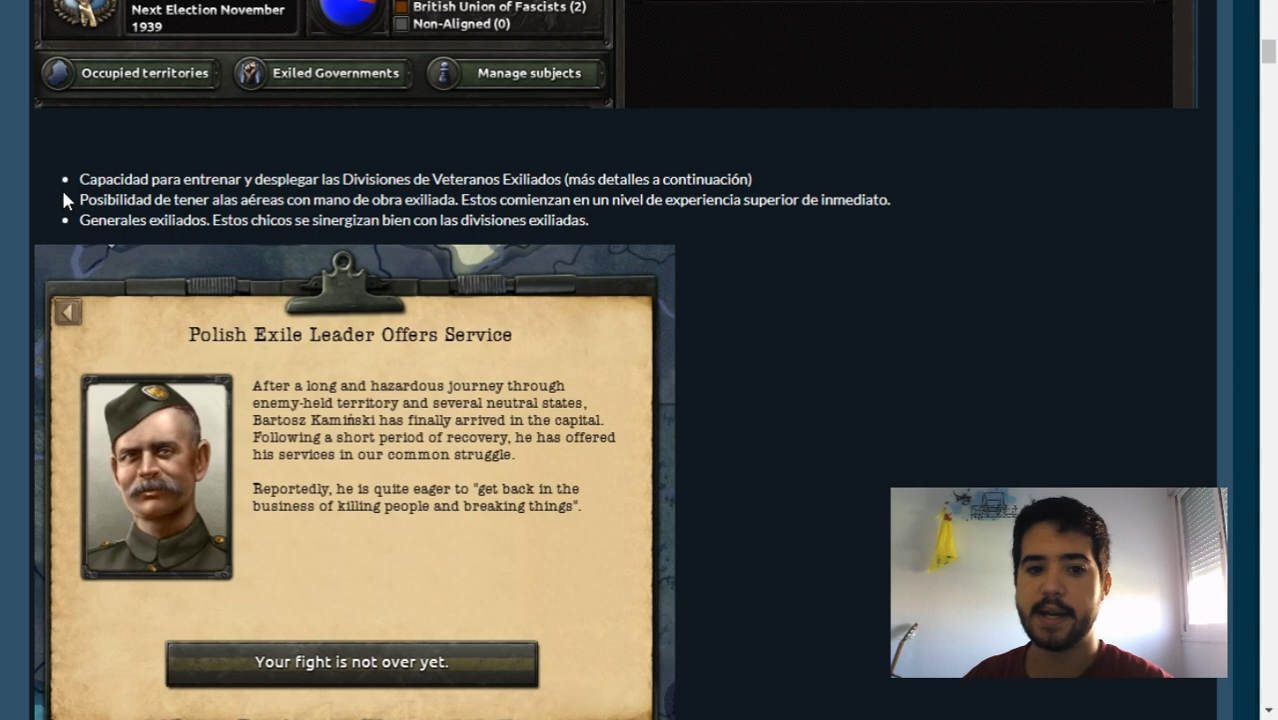 Next Election November
1939
British Union of Fascists (2)
Non-Aligned (0)
Occupied territories
Exiled Governments
Manage subjects
• Capacidad para entrenar y desplegar las Divisiones de Veteranos Exiliados (más detalles a continuación)
• Posibilidad de tener alas aéreas con mano de obra exiliada. Estos comienzan en un nivel de experiencia superior de inmediato.
• Generales exiliados. Estos chicos se sinergizan bien con las divisiones exiliadas.
Polish Exile Leader Offers Service
After a long and hazardous journey through
enemy-held territory and several neutral states,
Bartosz Kamiński has finally arrived in the capital.
Following a short period of recovery, he has offered
his services in our common struggle.
Reportedly, he is quite eager to "get back in the
business of killing people and breaking things".
Your fight is not over yet.